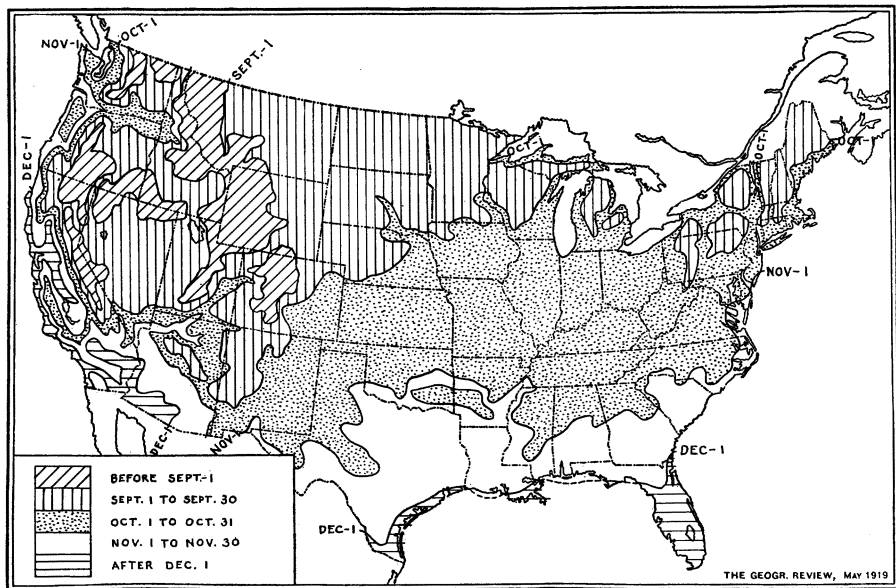 NOV-1
OCT-1
SEPT.-1
DEC-1
OCT-1
OCT-1
OCT-1
NOV-1
DEC-1
NOV-1
DEC-1
DEC-1
BEFORE SEPT.-1
SEPT. 1 TO SEPT. 30
OCT. 1 TO OCT. 31
NOV. 1 TO NOV. 30
AFTER DEC. 1
THE GEOGR. REVIEW, MAY 1919